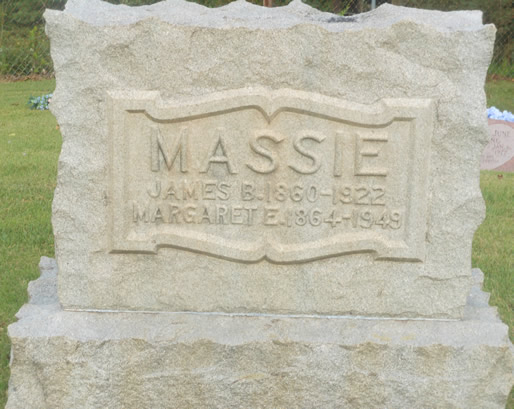 MASSIE
JAMES B. 1860-1922
MARGARET E. 1864-1949